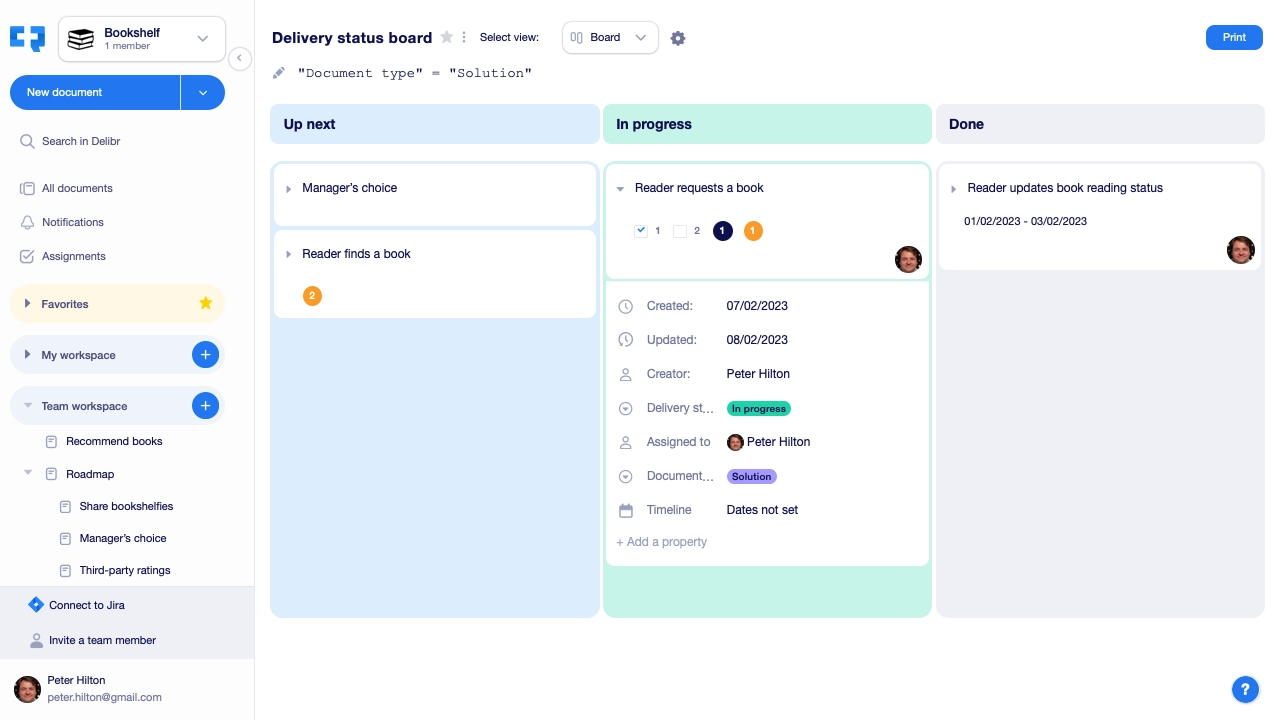 Bookshelf
1 member
New document
Search in Delibr
All documents
Notifications
Assignments
Favorites
My workspace
Team workspace
Recommend books
Roadmap
Share bookshelfies
Manager's choice
Third-party ratings
Connect to Jira
Invite a team member
Peter Hilton
peter.hilton@gmail.com
Delivery status board
Select view:
Board
Print
"Document type" = "Solution"
Up next
Manager's choice
Reader finds a book
2
In progress
Reader requests a book
1 2 1 1
Created: 07/02/2023
Updated: 08/02/2023
Creator: Peter Hilton
Delivery st... In progress
Assigned to Peter Hilton
Document... Solution
Timeline Dates not set
+ Add a property
Done
Reader updates book reading status
01/02/2023 - 03/02/2023
?